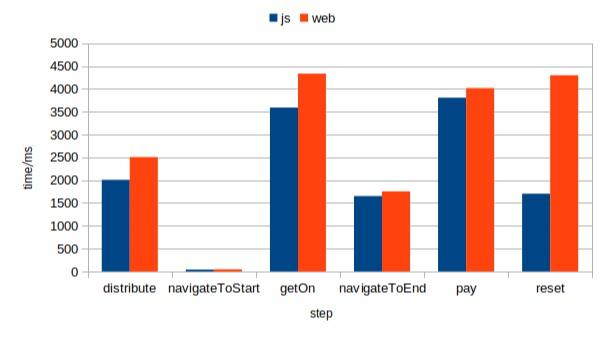 js web
5000
4500
4000
3500
3000
2500
2000
1500
1000
500
0
time/ms
distribute navigateToStart getOn navigateToEnd pay reset
step